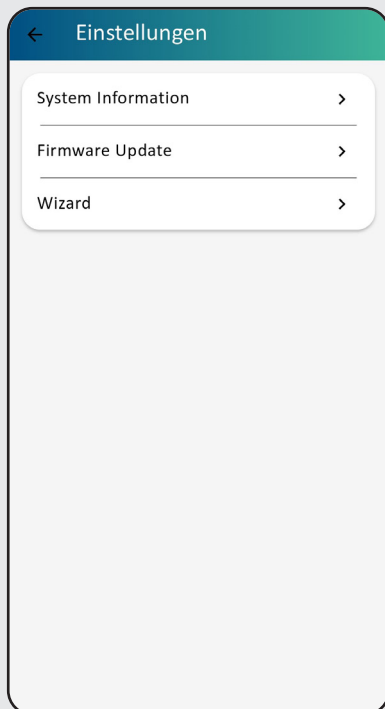 Einstellungen
System Information
Firmware Update
Wizard